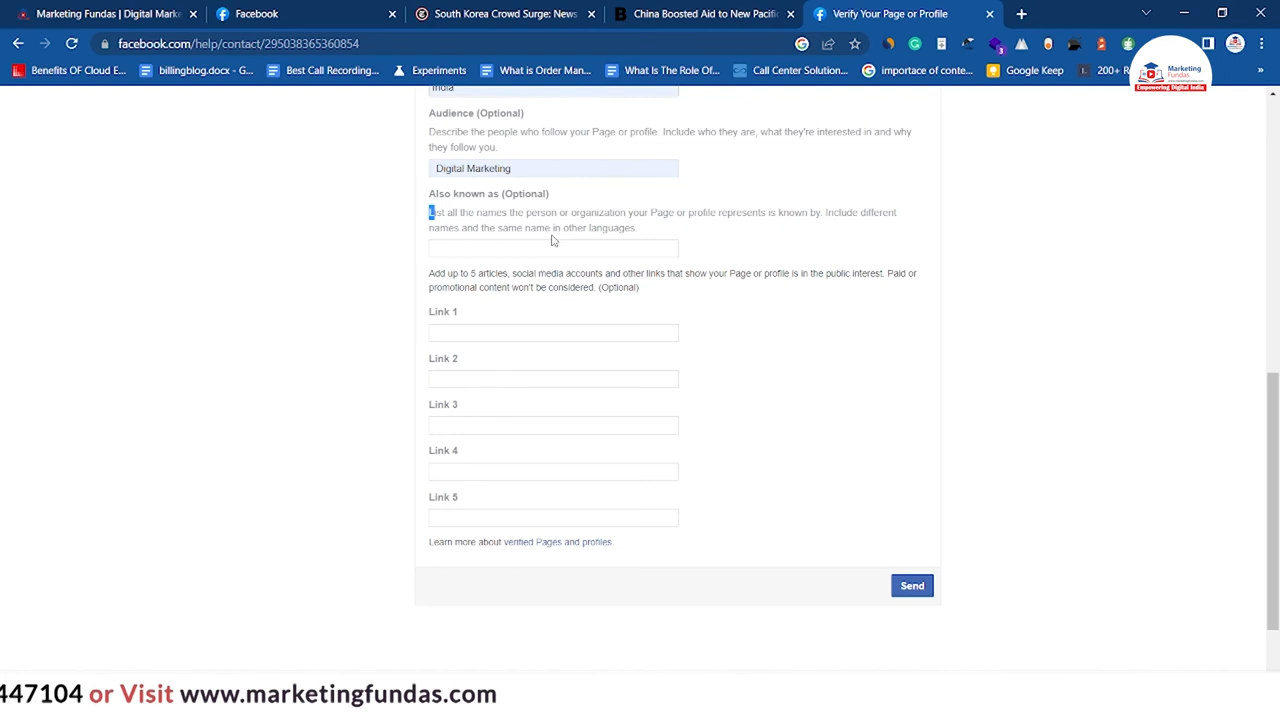 Marketing Fundas | Digital Marke
Facebook
South Korea Crowd Surge: News
China Boosted Aid to New Pacific
Verify Your Page or Profile
facebook.com/help/contact/295038365360854
Benefits OF Cloud E...
billingblog.docx - G...
Best Call Recording...
Experiments
What is Order Man...
What Is The Role Of...
Call Center Solution...
importace of conte...
Google Keep
200+ R
Marketing
Fundas
Empowering Digital India
India
Audience (Optional)
Describe the people who follow your Page or profile. Include who they are, what they're interested in and why
they follow you.
Digital Marketing
Also known as (Optional)
List all the names the person or organization your Page or profile represents is known by. Include different
names and the same name in other languages.
Add up to 5 articles, social media accounts and other links that show your Page or profile is in the public interest. Paid or
promotional content won't be considered. (Optional)
Link 1
Link 2
Link 3
Link 4
Link 5
Learn more about verified Pages and profiles.
Send
447104 or Visit www.marketingfundas.com